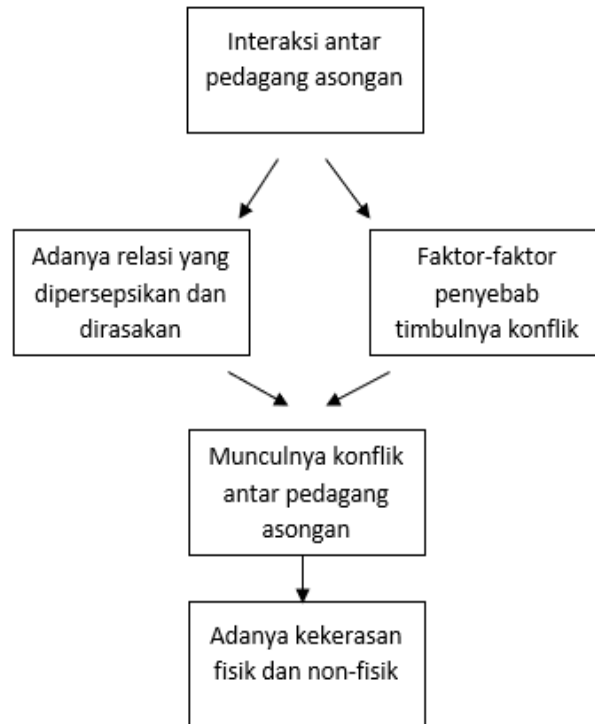 Interaksi antar
pedagang asongan
Adanya relasi yang
dipersepsikan dan
dirasakan
Faktor-faktor
penyebab
timbulnya konflik
Munculnya konflik
antar pedagang
asongan
Adanya kekerasan
fisik dan non-fisik